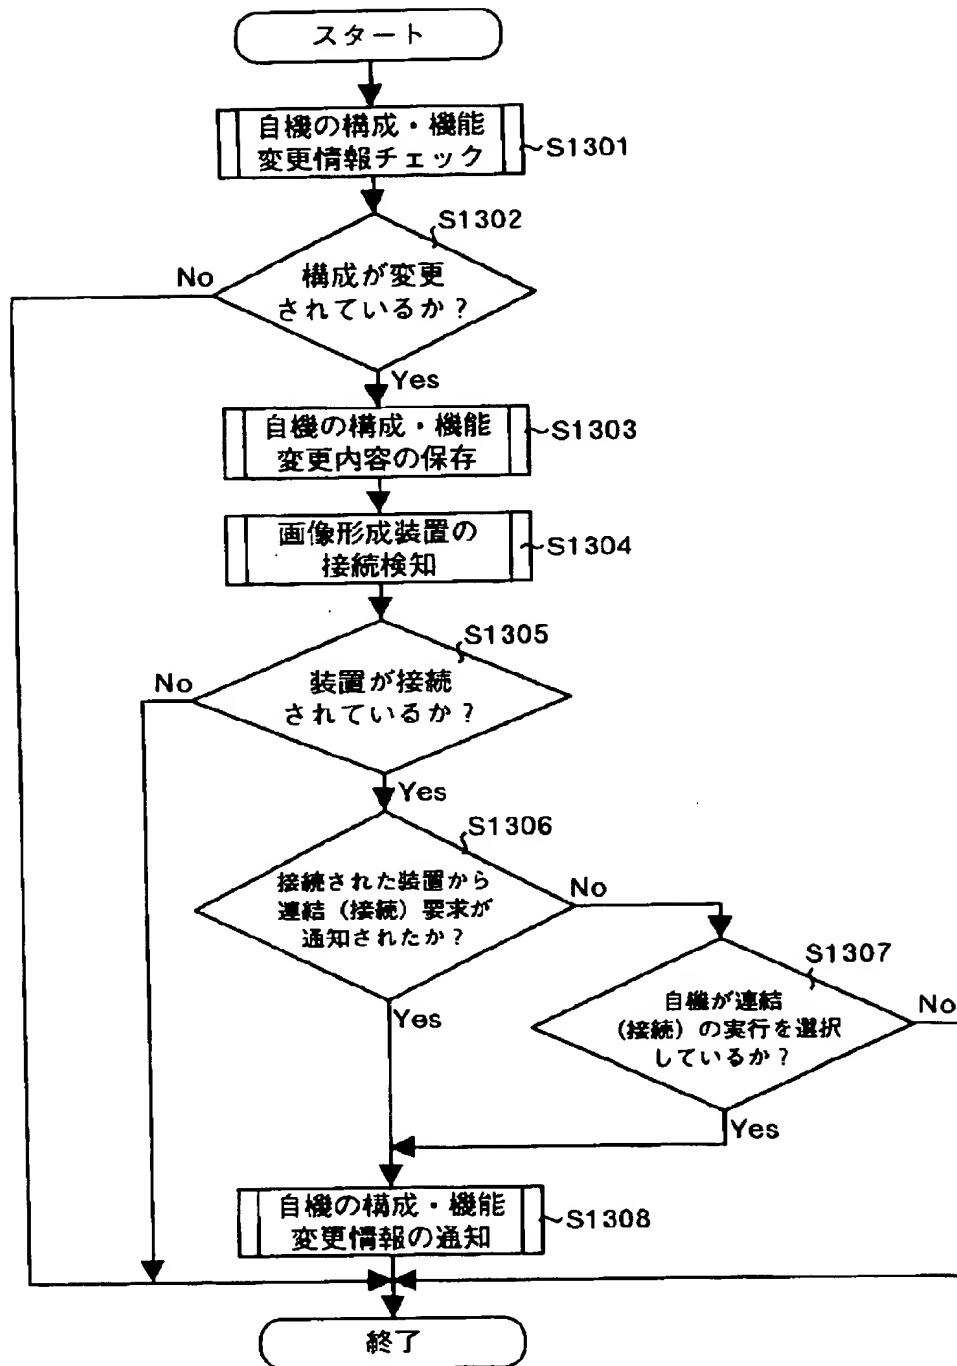 スタート
自機の構成・機能
変更情報チェック
S1301
S1302
No
構成が変更
されているか？
Yes
自機の構成・機能
変更内容の保存
S1303
画像形成装置の
接続検知
S1304
S1305
No
装置が接続
されているか？
Yes
S1306
接続された装置から
連結（接続）要求が
通知されたか？
No
S1307
自機が連結
（接続）の実行を選択
しているか？
No
Yes
Yes
自機の構成・機能
変更情報の通知
S1308
終了